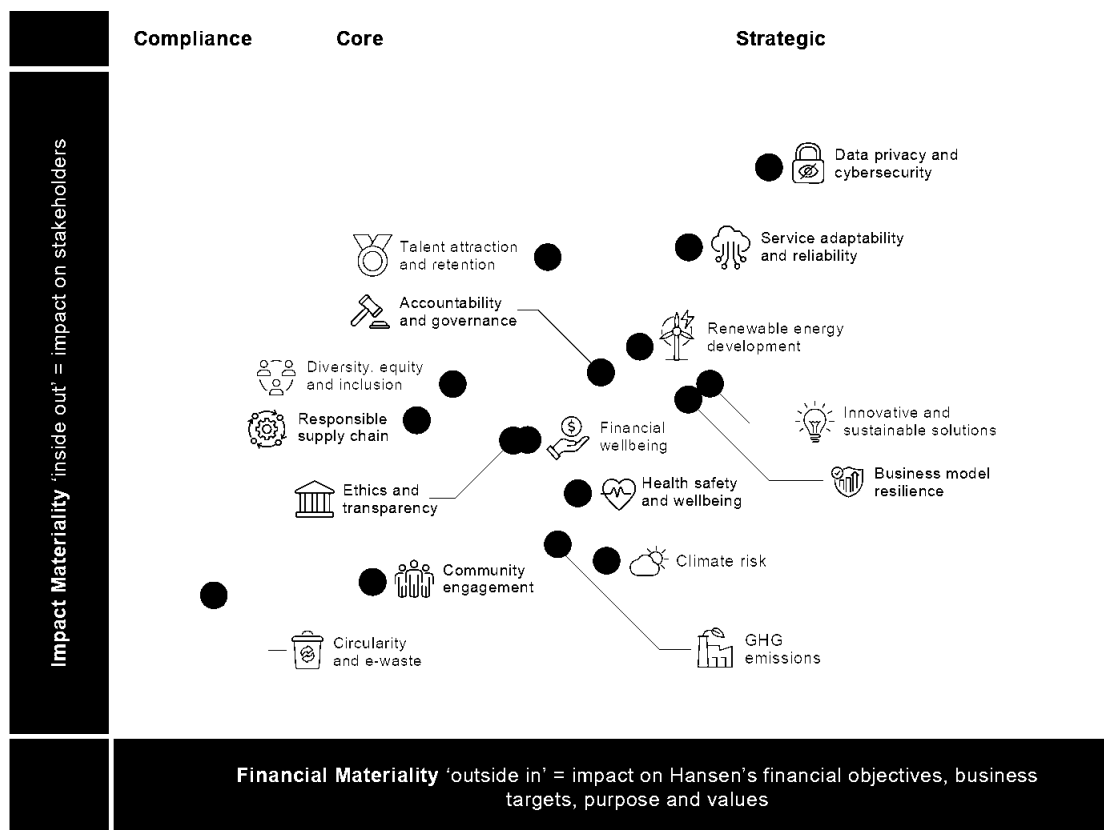 Compliance
Core
Strategic
Impact Materiality ‘inside out’ = impact on stakeholders
Data privacy and
cybersecurity
Talent attraction
and retention
Service adaptability
and reliability
Accountability
and governance
Renewable energy
development
Diversity. equity
and inclusion
Responsible
supply chain
Financial
wellbeing
Innovative and
sustainable solutions
Ethics and
transparency
Health safety
and wellbeing
Business model
resilience
Community
engagement
Climate risk
Circularity
and e-waste
GHG
emissions
Financial Materiality ‘outside in’ = impact on Hansen’s financial objectives, business
targets, purpose and values